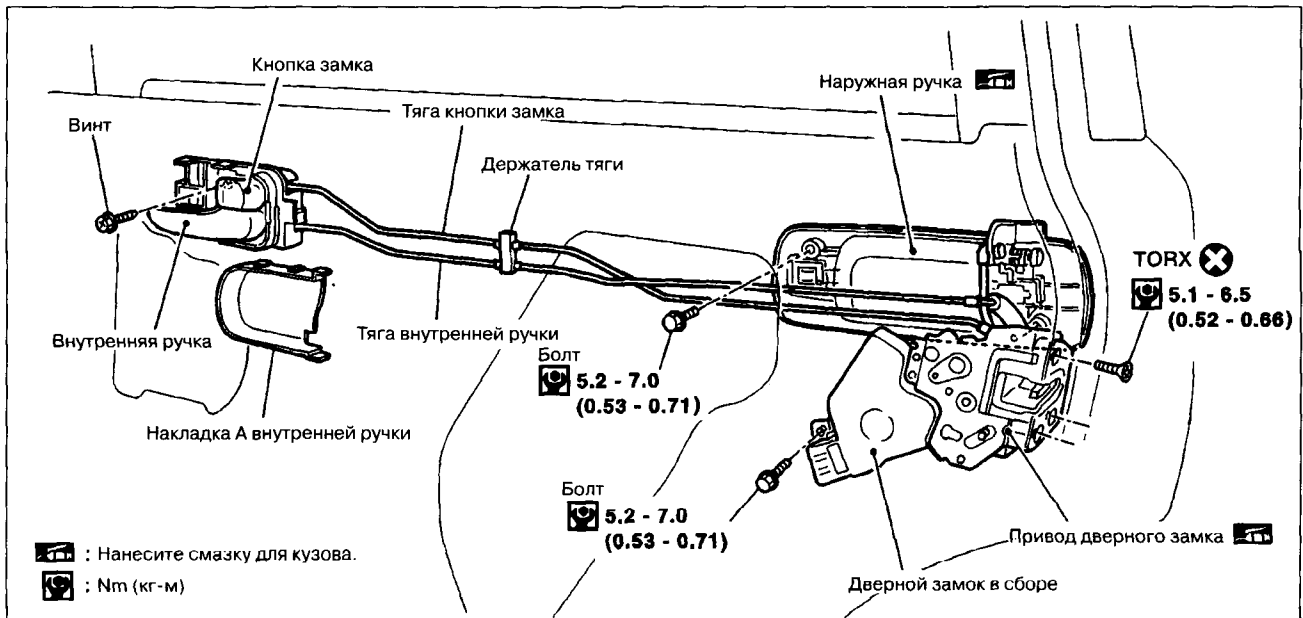 Кнопка замка
Наружная ручка
Винт
Тяга кнопки замка
Держатель тяги
TORX
5.1 - 6.5
(0.52 - 0.66)
Внутренняя ручка
Тяга внутренней ручки
Болт
5.2 - 7.0
(0.53 - 0.71)
Накладка А внутренней ручки
Болт
5.2 - 7.0
(0.53 - 0.71)
Привод дверного замка
: Нанесите смазку для кузова.
: Nm (кг-м)
Дверной замок в сборе